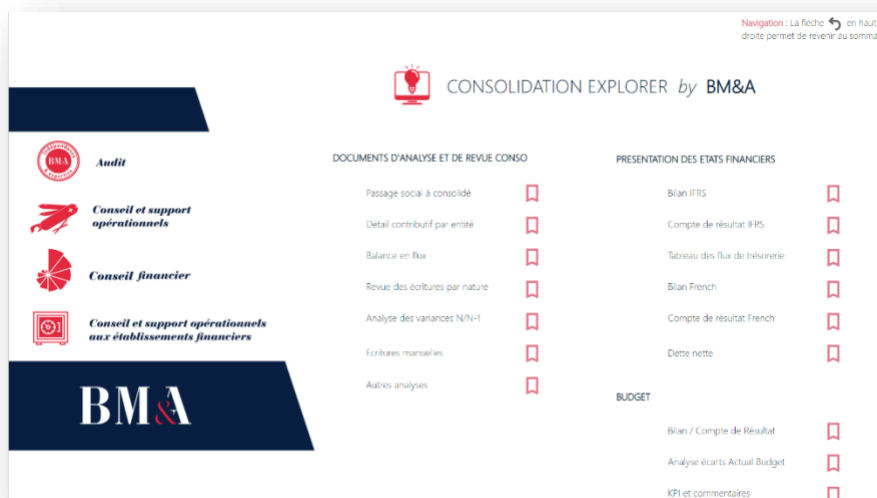 Navigation : La flèche en haut
droite permet de revenir au somma
CONSOLIDATION EXPLORER by BM&A
BM&A
Audit
Conseil et support
opérationnels
Conseil financier
Conseil et support opérationnels
aux établissements financiers
BM&A
DOCUMENTS D'ANALYSE ET DE REVUE CONSO
Passage social à consolidé
Détail contributif par entité
Balance en flux
Revue des écritures par nature
Analyse des variances N/N-1
Ecritures manuelles
Autres analyses
PRESENTATION DES ETATS FINANCIERS
Bilan IFRS
Compte de résultat IFRS
Tableau des flux de trésorerie
Bilan French
Compte de résultat French
Dette nette
BUDGET
Bilan / Compte de Résultat
Analyse écarts Actual Budget
KPI et commentaires